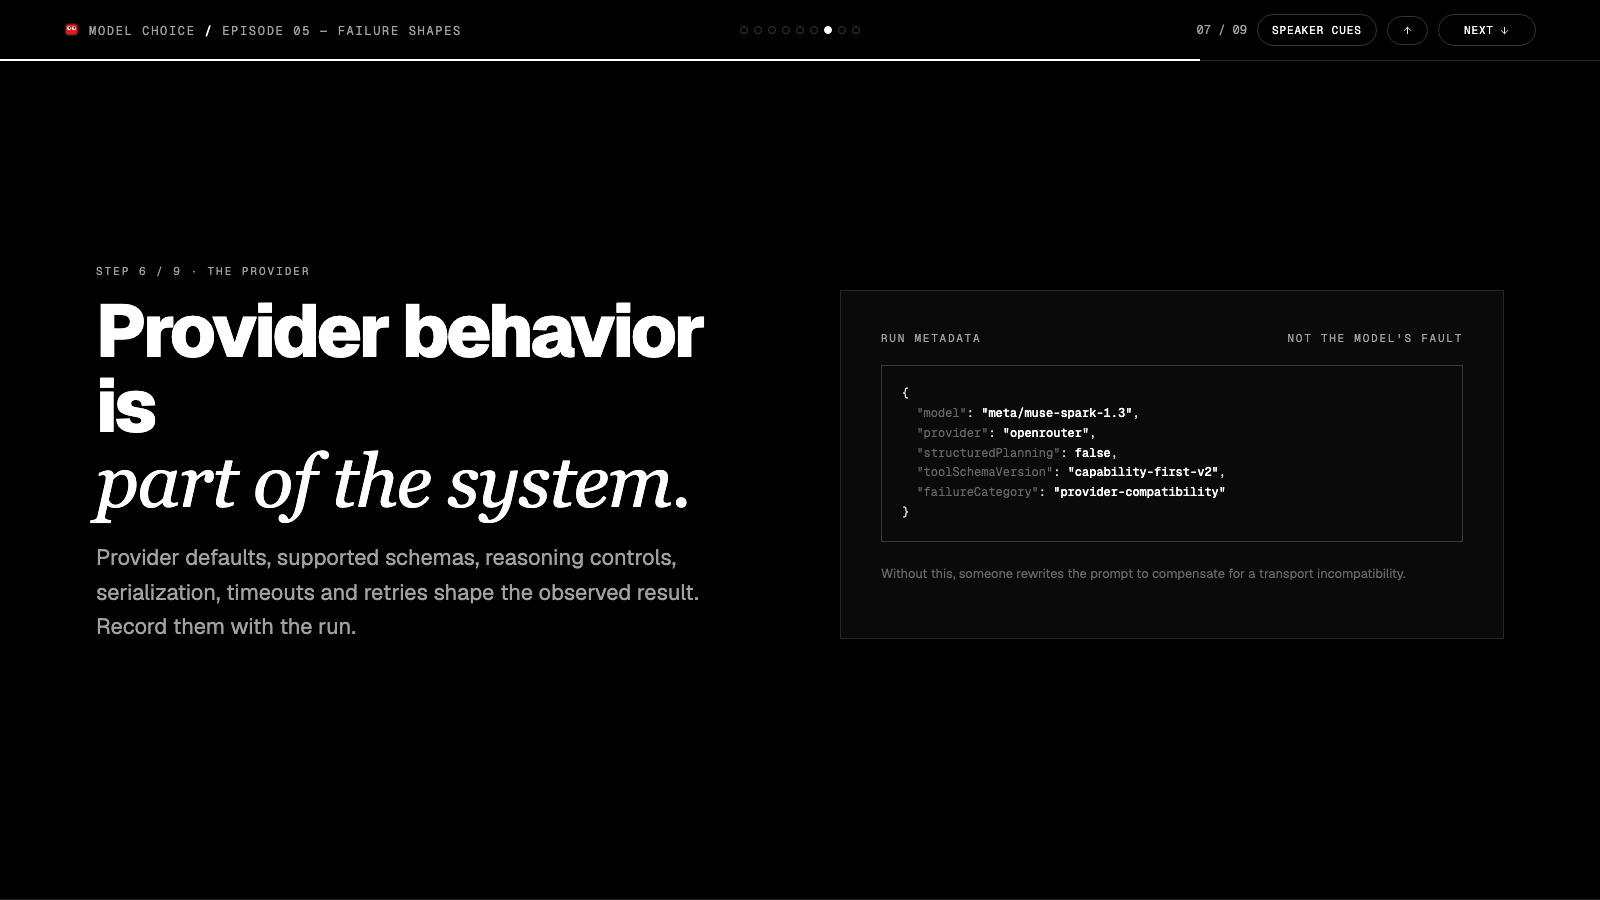 MODEL CHOICE / EPISODE 05 — FAILURE SHAPES
07 / 09
SPEAKER CUES
↑
NEXT ↓
STEP 6 / 9 · THE PROVIDER
Provider behavior
is
part of the system.
Provider defaults, supported schemas, reasoning controls,
serialization, timeouts and retries shape the observed result.
Record them with the run.
RUN METADATA
NOT THE MODEL'S FAULT
{
"model": "meta/muse-spark-1.3",
"provider": "openrouter",
"structuredPlanning": false,
"toolSchemaVersion": "capability-first-v2",
"failureCategory": "provider-compatibility"
}
Without this, someone rewrites the prompt to compensate for a transport incompatibility.